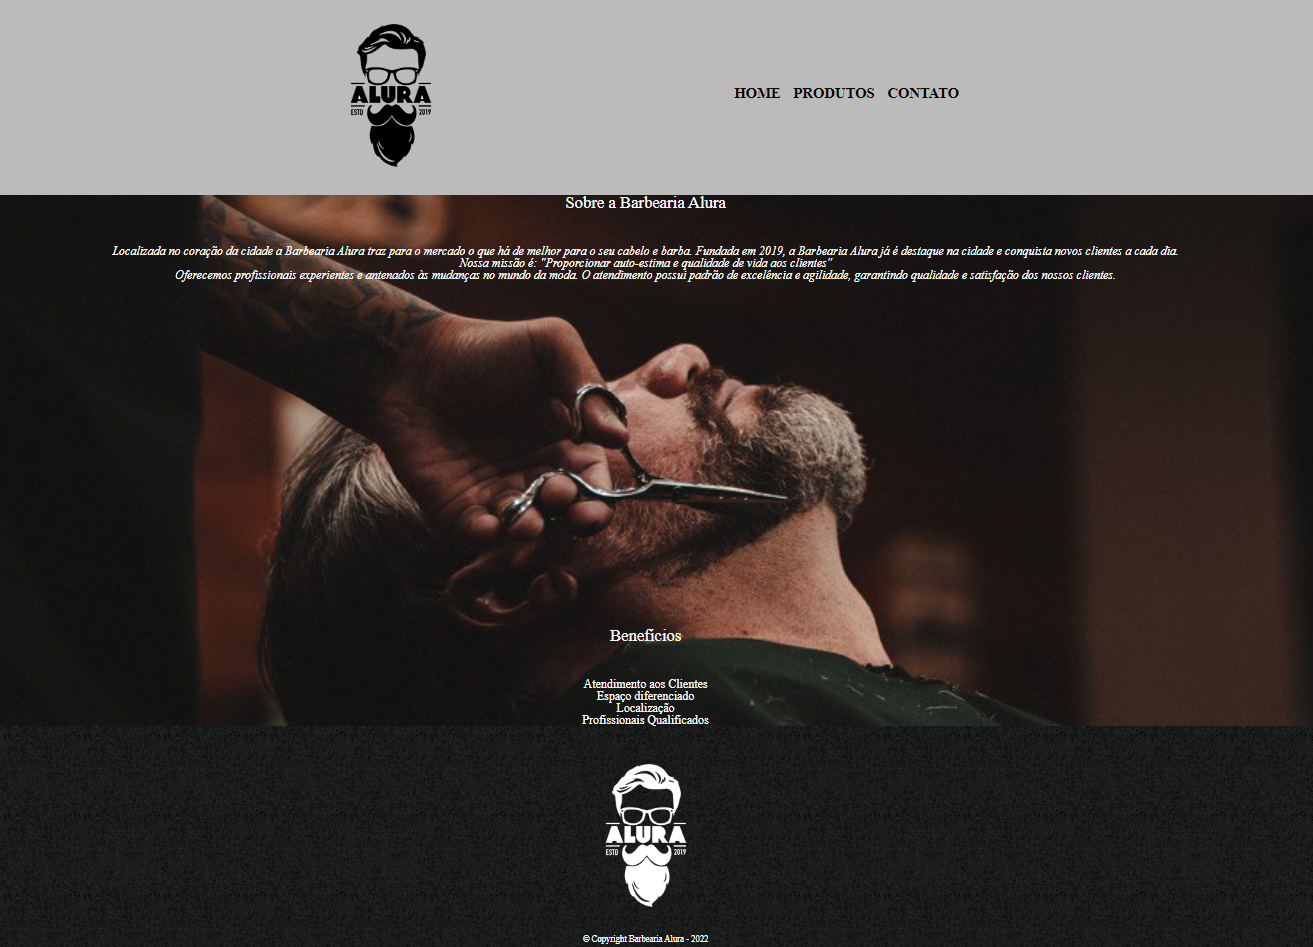 ALURA
ESTD 2019
HOME PRODUTOS CONTATO
Sobre a Barbearia Alura
Localizada no coração da cidade a Barbearia Alura traz para o mercado o que há de melhor para o seu cabelo e barba. Fundada em 2019, a Barbearia Alura já é destaque na cidade e conquista novos clientes a cada dia.
Nossa missão é: "Proporcionar auto-estima e qualidade de vida aos clientes"
Oferecemos profissionais experientes e antenados às mudanças no mundo da moda. O atendimento possui padrão de excelência e agilidade, garantindo qualidade e satisfação dos nossos clientes.
Benefícios
Atendimento aos Clientes
Espaço diferenciado
Localização
Profissionais Qualificados
ALURA
ESTD 2019
© Copyright Barbearia Alura - 2022